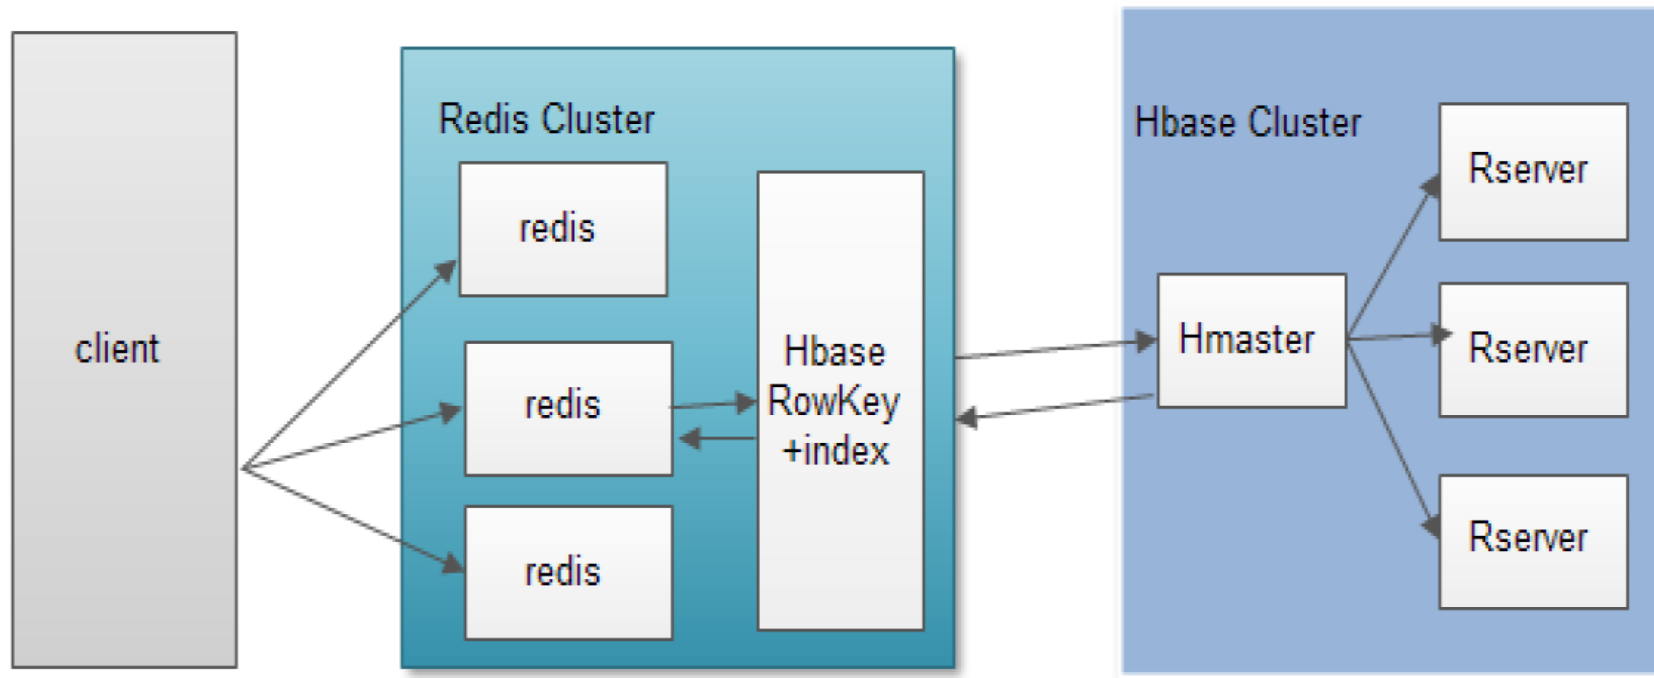 client
Redis Cluster
redis
redis
redis
Hbase
RowKey
+index
Hbase Cluster
Hmaster
Rserver
Rserver
Rserver